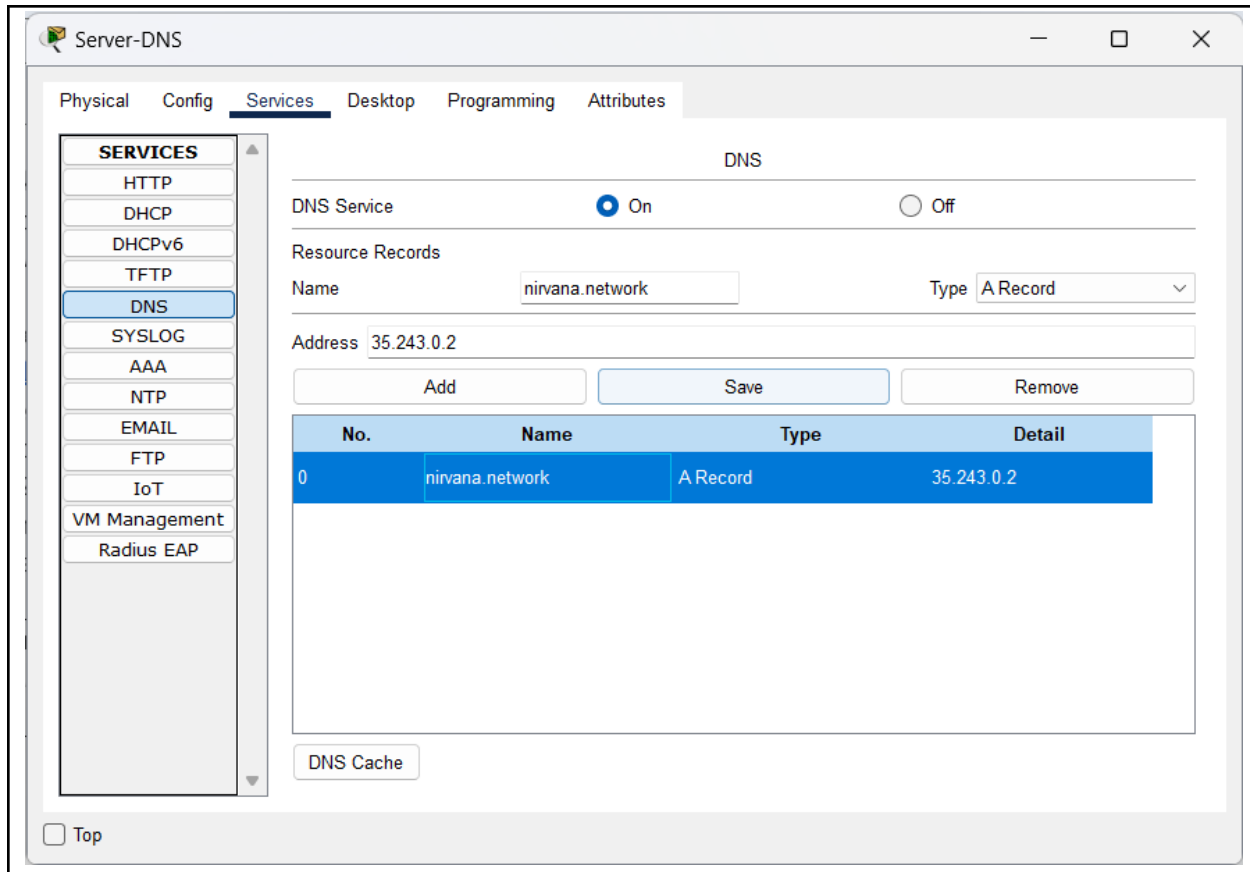 Server-DNS
Physical Config Services Desktop Programming Attributes
SERVICES
HTTP
DHCP
DHCPv6
TFTP
DNS
SYSLOG
AAA
NTP
EMAIL
FTP
IoT
VM Management
Radius EAP
DNS
DNS Service On Off
Resource Records
Name nirvana.network Type A Record
Address 35.243.0.2
Add Save Remove
No. Name Type Detail
0 nirvana.network A Record 35.243.0.2
DNS Cache
Top